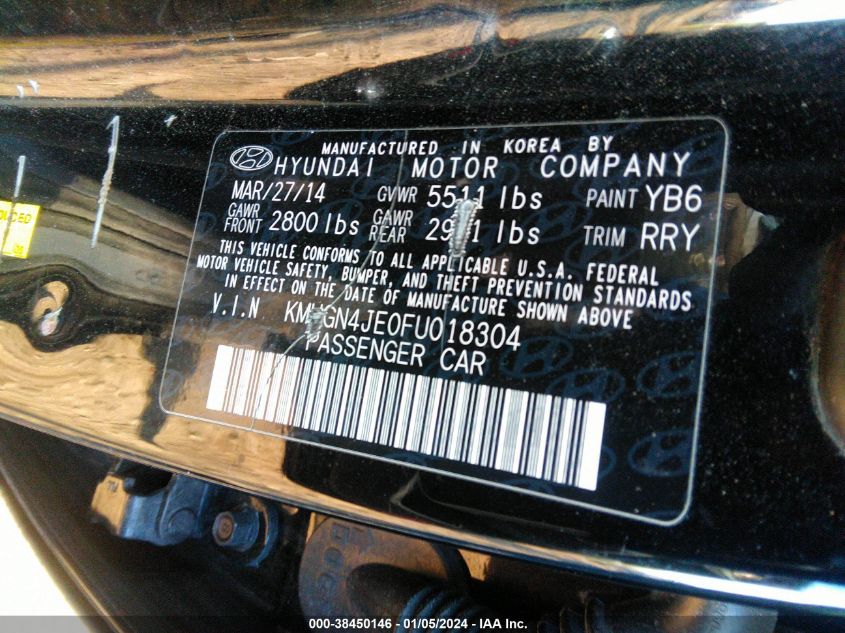 MANUFACTURED IN KOREA BY
HYUNDAI MOTOR COMPANY
MAR/27/14 GVWR 5511 lbs PAINT YB6
GAWR FRONT 2800 lbs GAWR REAR lbs TRIM RRY
THIS VEHICLE CONFORMS TO ALL APPLICABLE U.S.A. FEDERAL
MOTOR VEHICLE SAFETY, BUMPER, AND THEFT PREVENTION STANDARDS
IN EFFECT ON THE DATE OF MANUFACTURE SHOWN ABOVE
V.I.N
PASSENGER CAR
000-38450146 - 01/05/2024 - IAA Inc.